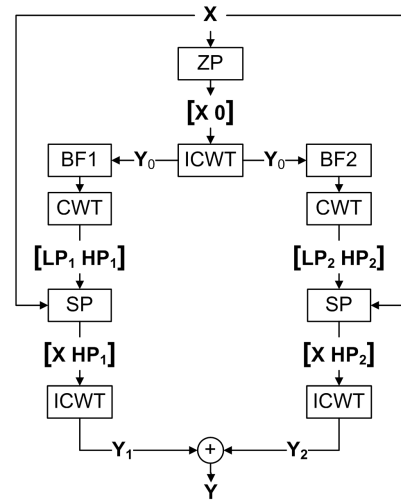 X
ZP
[X 0]
BF1 Y₀ ICWT Y₀ BF2
CWT CWT
[LP₁ HP₁] [LP₂ HP₂]
SP SP
[X HP₁] [X HP₂]
ICWT ICWT
Y₁ + Y₂
Y